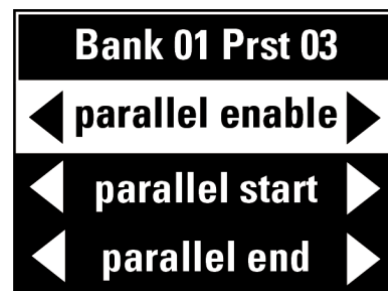 Bank 01 Prst 03
parallel enable
parallel start
parallel end